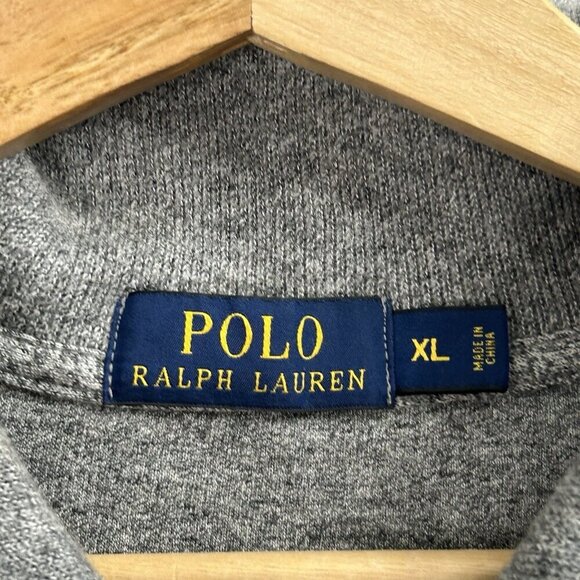 POLO
RALPH LAUREN
XL
MADE IN
CHINA